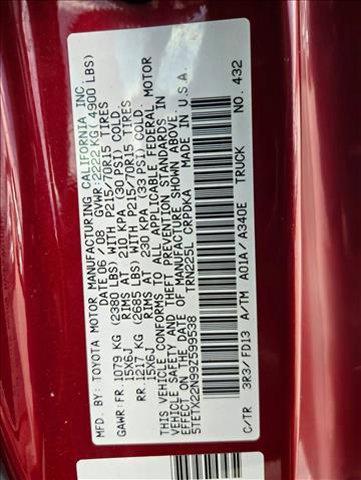 MFD. BY TOYOTA MOTOR MANUFACTURING CALIFORNIA INC
DATE 06 / 08 GVWR: 2222 KG( 4900 LBS)
GAWR: FR. 1079 KG (2380 LBS) WITH P215/70R15 TIRES
15X6J RIMS AT 210 KPA (30 PSI) COLD.
RR. 1217 KG (2685 LBS) WITH P215/70R15 TIRES
15X6J RIMS AT 230 KPA (33 PSI) COLD.
THIS VEHICLE CONFORMS TO ALL APPLICABLE FEDERAL MOTOR
VEHICLE SAFETY AND THEFT PREVENTION STANDARDS IN
EFFECT ON THE DATE OF MANUFACTURE SHOWN ABOVE.
5TETX22N99Z599538 TRN225L CRPDKA MADE IN U.S.A.
C/TR 3R3/FD13 A/TM A01A/A340E TRUCK NO. 432